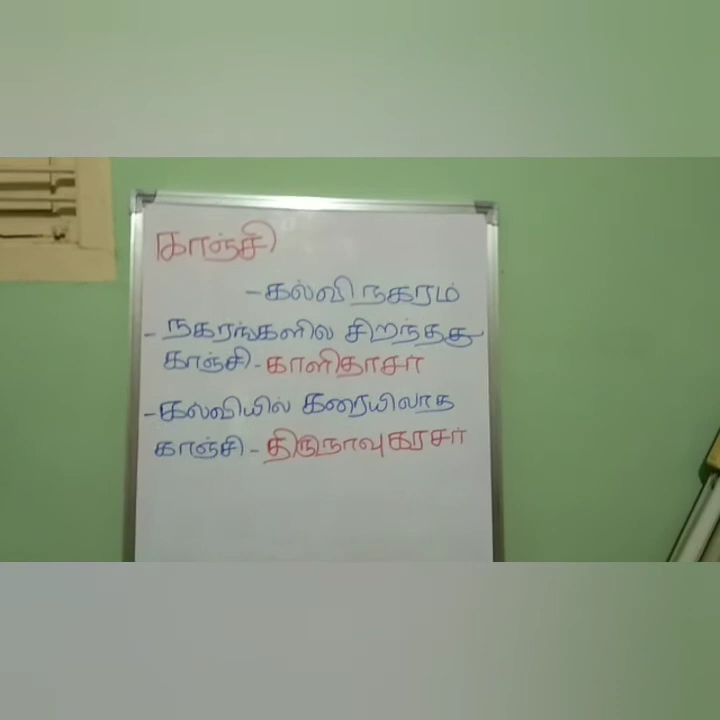 காஞ்சி
- கல்வி நகரம்
- நகரங்களில சிறந்தது
காஞ்சி - காளிதாசர்
- கல்வியில் கரையிலாத
காஞ்சி - திருநாவுகரசர்